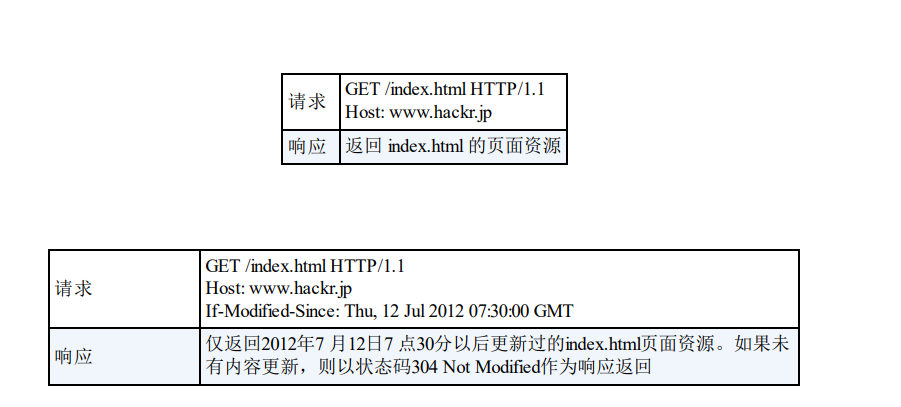 请求
GET /index.html HTTP/1.1
Host: www.hackr.jp
响应
返回 index.html 的页面资源
请求
GET /index.html HTTP/1.1
Host: www.hackr.jp
If-Modified-Since: Thu, 12 Jul 2012 07:30:00 GMT
响应
仅返回2012年7 月12日7 点30分以后更新过的index.html页面资源。如果未
有内容更新，则以状态码304 Not Modified作为响应返回